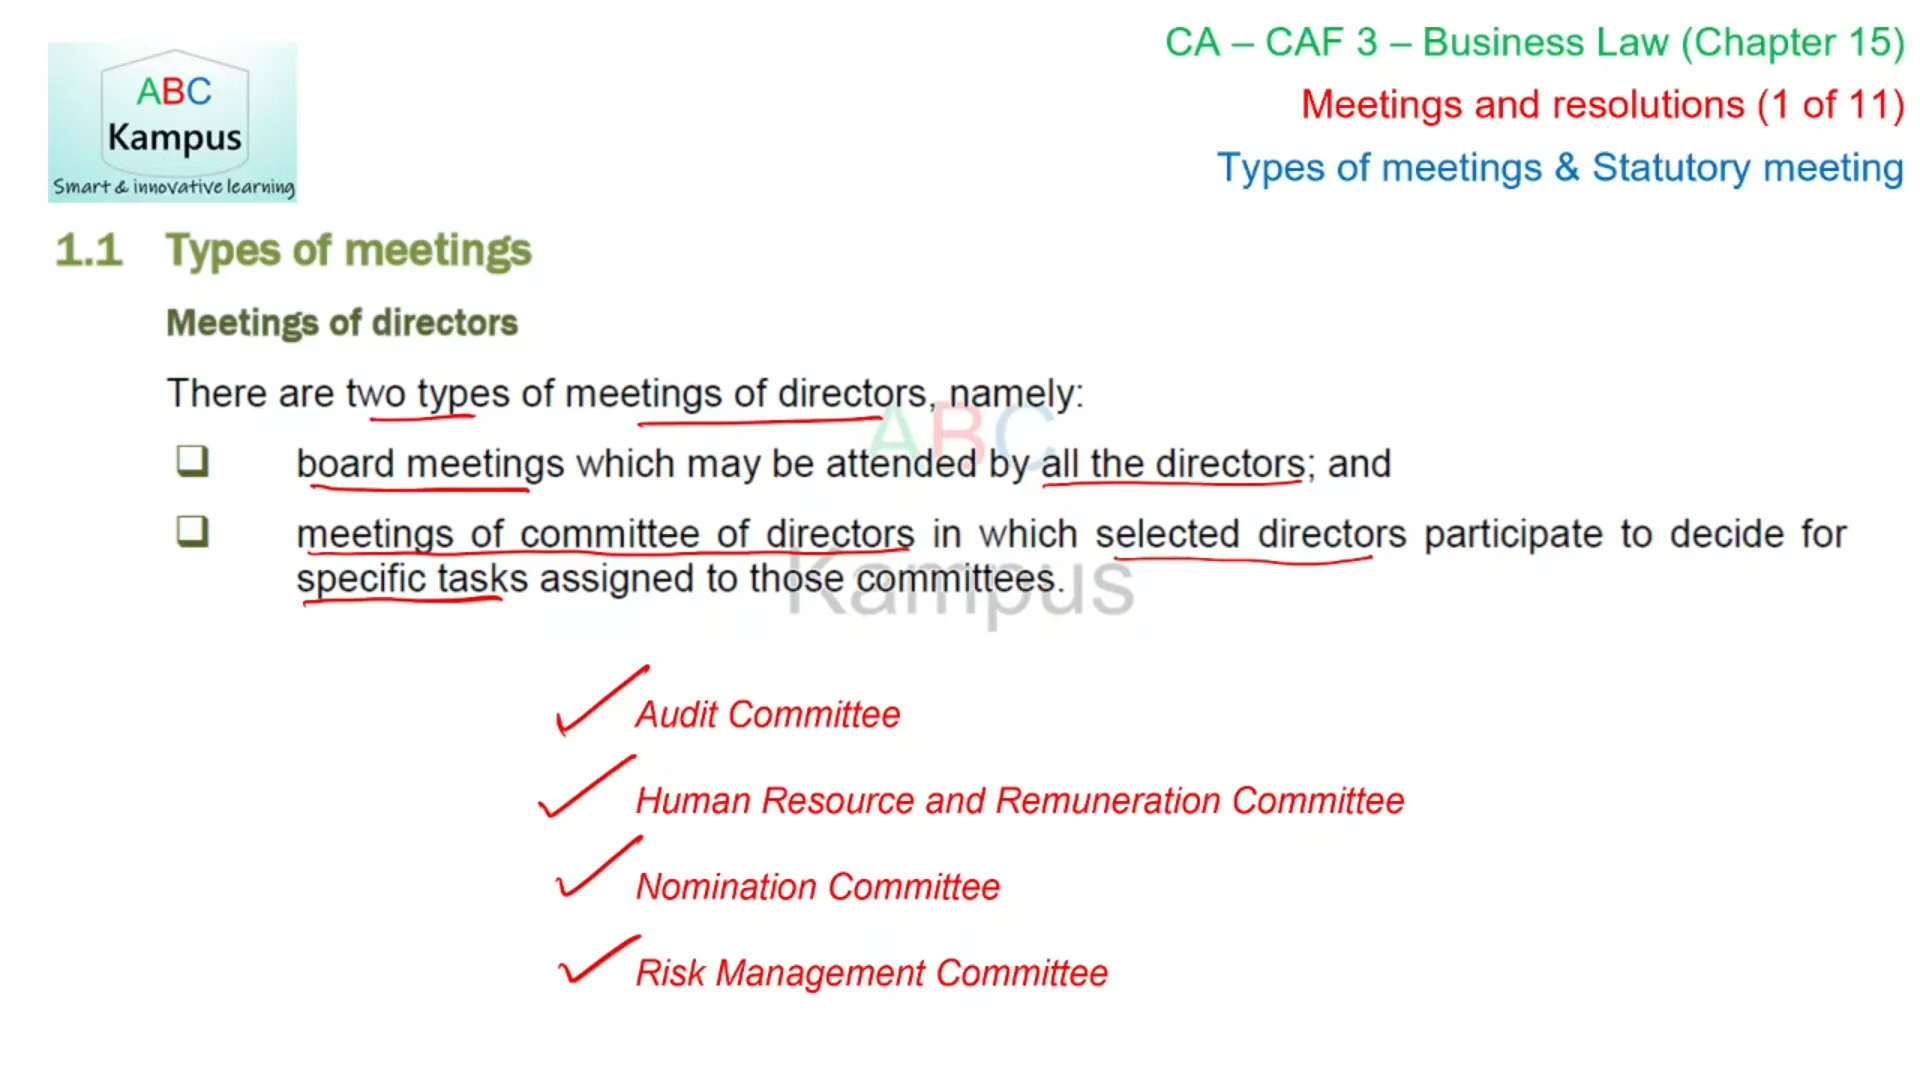 ABC
Kampus
Smart & innovative learning
CA – CAF 3 – Business Law (Chapter 15)
Meetings and resolutions (1 of 11)
Types of meetings & Statutory meeting
1.1 Types of meetings
Meetings of directors
There are two types of meetings of directors, namely:
board meetings which may be attended by all the directors; and
meetings of committee of directors in which selected directors participate to decide for
specific tasks assigned to those committees.
ABC
Kampus
Audit Committee
Human Resource and Remuneration Committee
Nomination Committee
Risk Management Committee